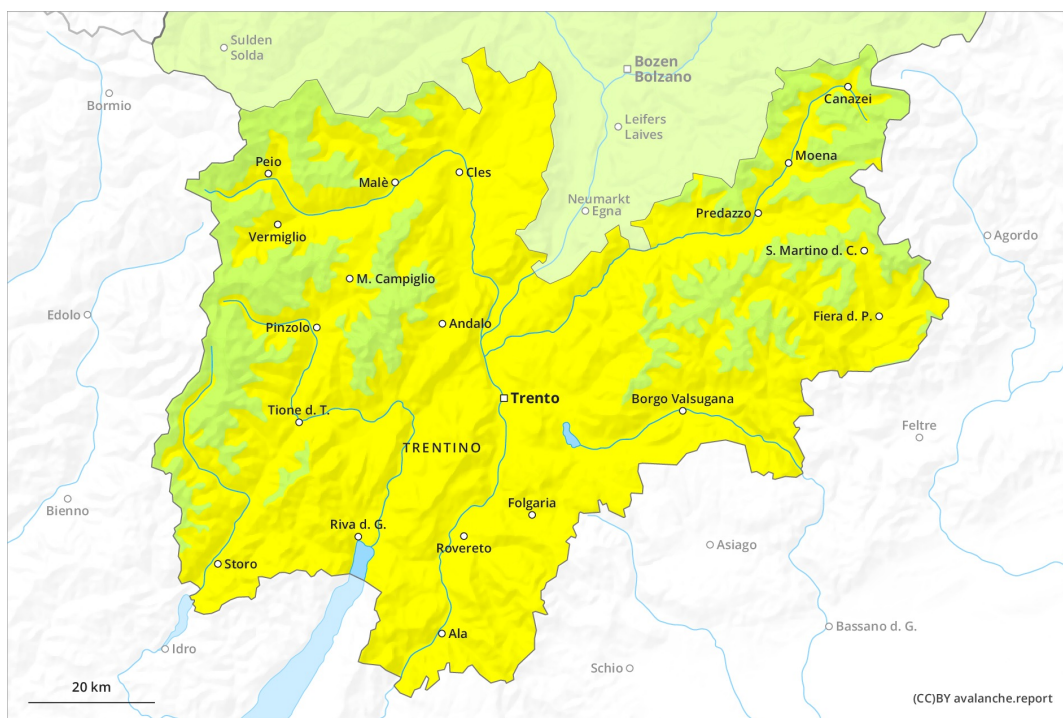 Sulden
Solda
Bozen
Bolzano
Bormio
Canazei
Leifers
Laives
Moena
Peio
Malè
Cles
Neumarkt
Egna
Predazzo
Vermiglio
Agordo
S. Martino d. C.
M. Campiglio
Edolo
Pinzolo
Andalo
Fiera d. P.
Trento
Borgo Valsugana
Tione d. T.
Feltre
TRENTINO
Bienno
Folgaria
Riva d. G.
Rovereto
Asiago
Storo
Bassano d. G.
Ala
Idro
Schio
20 km
(CC)BY avalanche.report